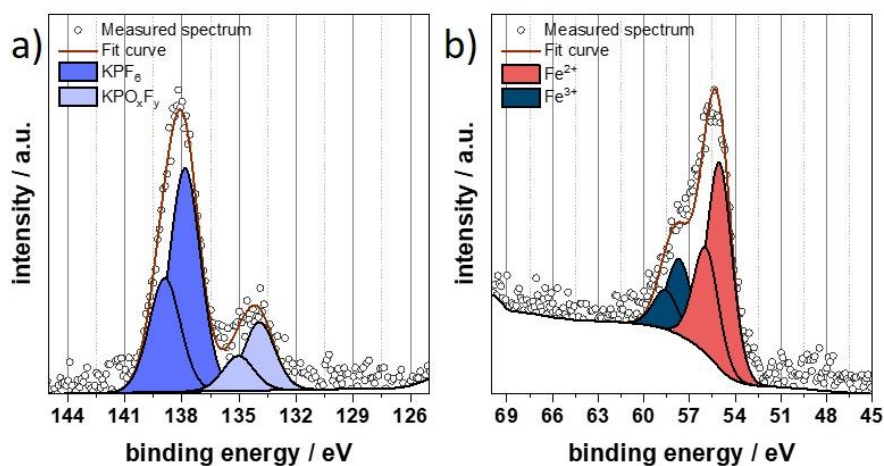 a)
Measured spectrum
Fit curve
KPF₆
KPOₓFᵧ
intensity / a.u.
144 141 138 135 132 129 126
binding energy / eV
b)
Measured spectrum
Fit curve
Fe²⁺
Fe³⁺
intensity / a.u.
69 66 63 60 57 54 51 48 45
binding energy / eV